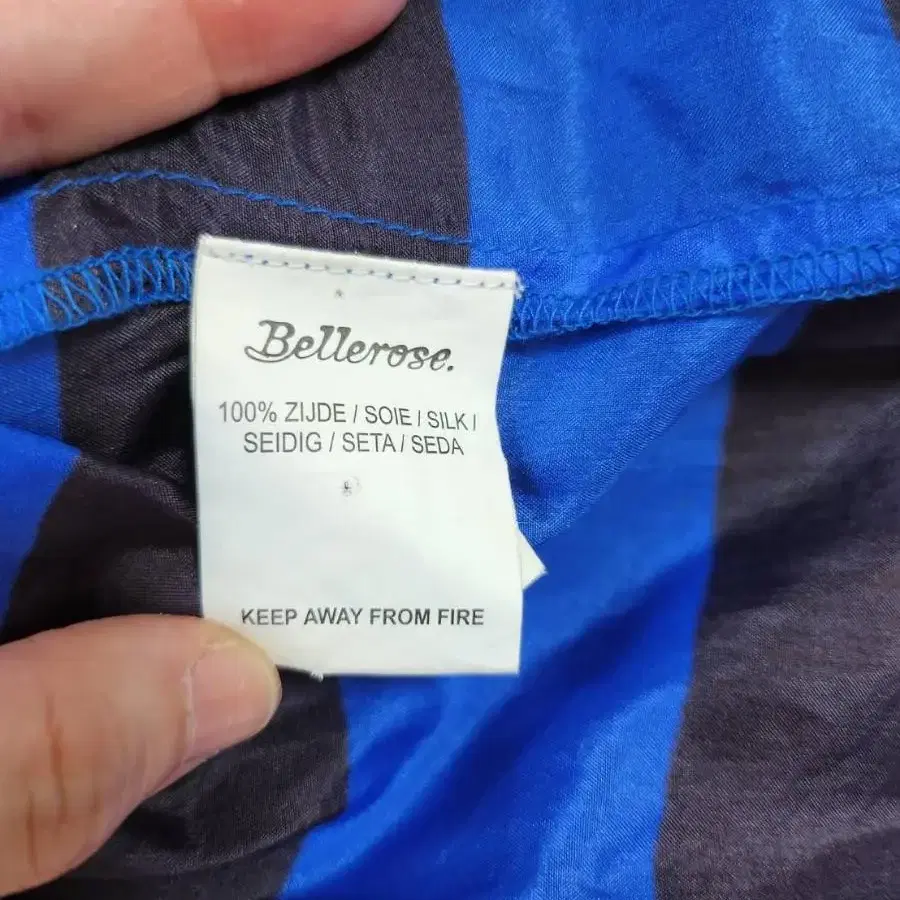 Bellerose.
100% ZIJDE / SOIE / SILK /
SEIDIG / SETA / SEDA
KEEP AWAY FROM FIRE